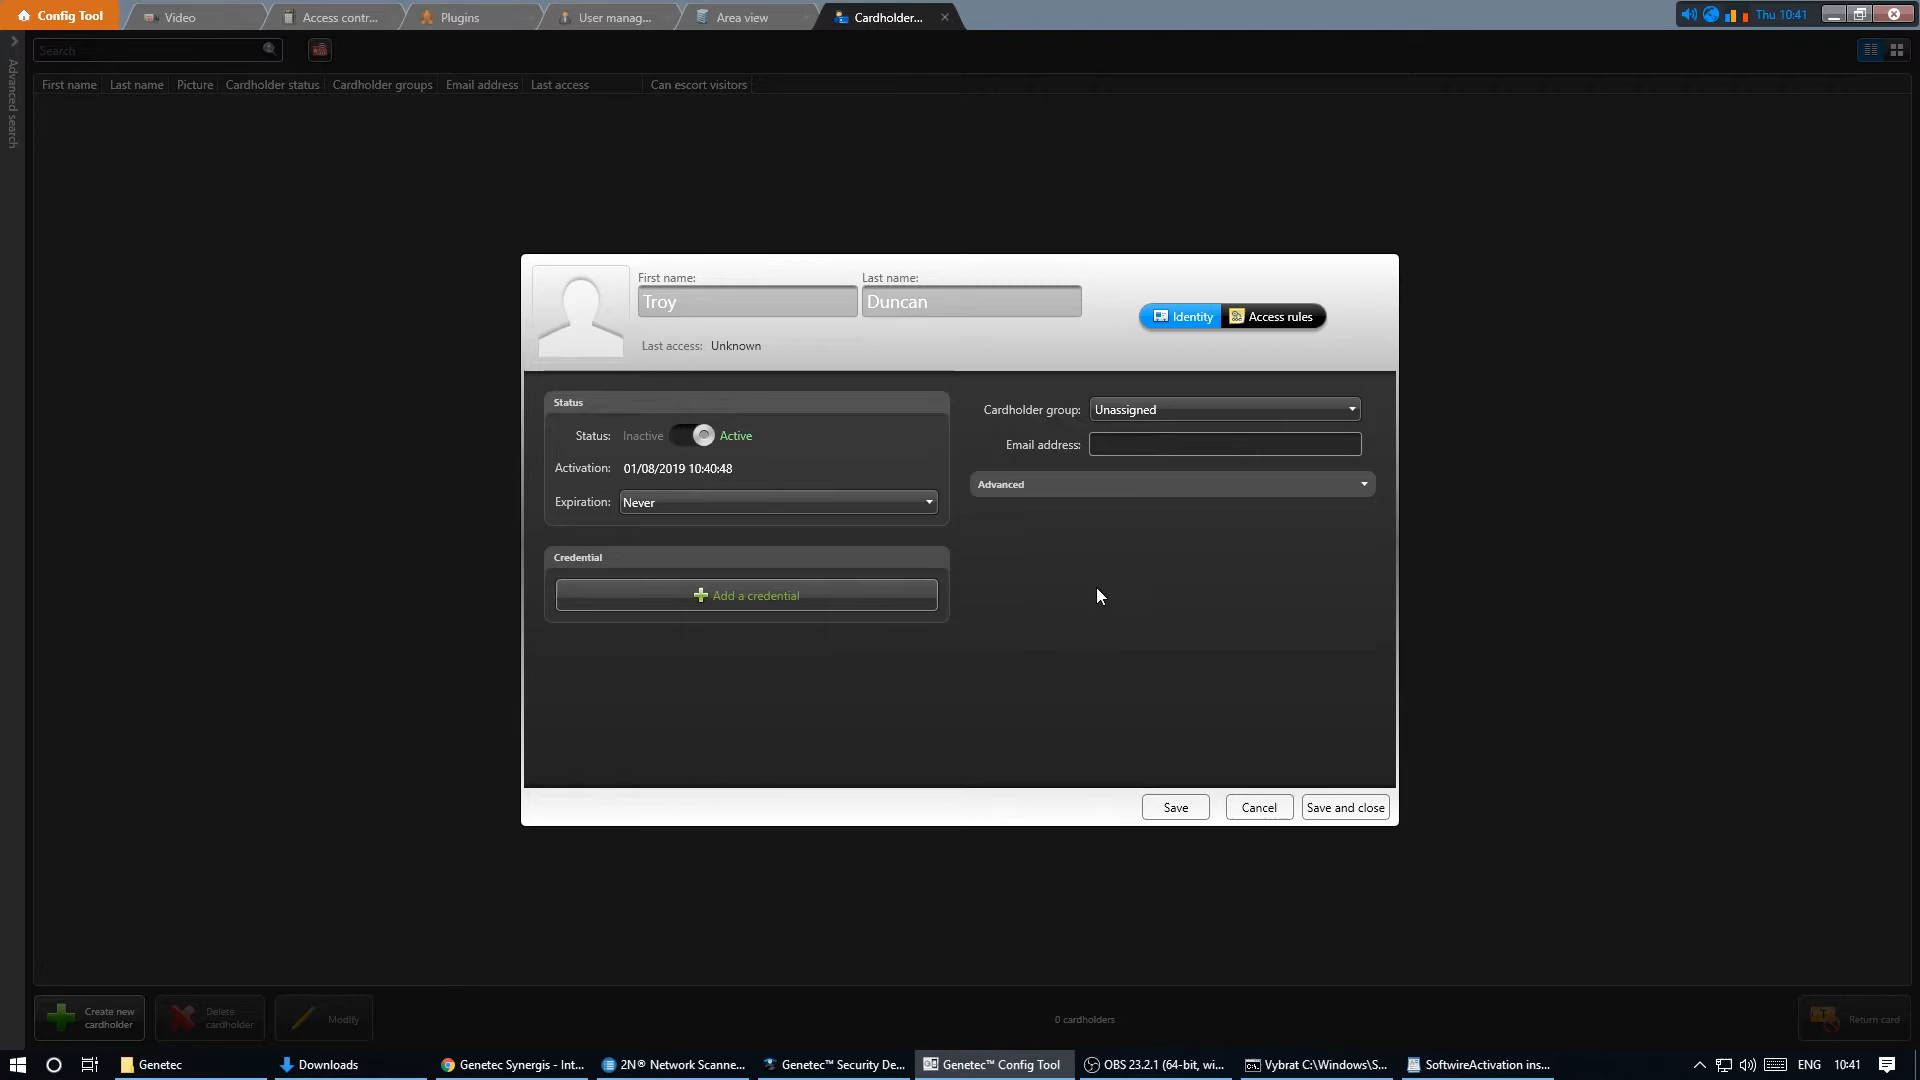 Config Tool
Video
Access contr...
Plugins
User manag...
Area view
Cardholder...
Thu 10:41
Search
Advanced search
First name Last name Picture Cardholder status Cardholder groups Email address Last access Can escort visitors
First name: Last name:
Troy Duncan
Identity Access rules
Last access: Unknown
Status
Status: Inactive Active
Activation: 01/08/2019 10:40:48
Expiration: Never
Cardholder group: Unassigned
Email address:
Advanced
Credential
Add a credential
Save Cancel Save and close
Create new cardholder
Delete cardholder
Modify
0 cardholders
Return card
Genetec
Downloads
Genetec Synergis - Int...
2N® Network Scanne...
Genetec™ Security De...
Genetec™ Config Tool
OBS 23.2.1 (64-bit, wi...
Vybrat C:\Windows\S...
SoftwireActivation ins...
ENG
10:41